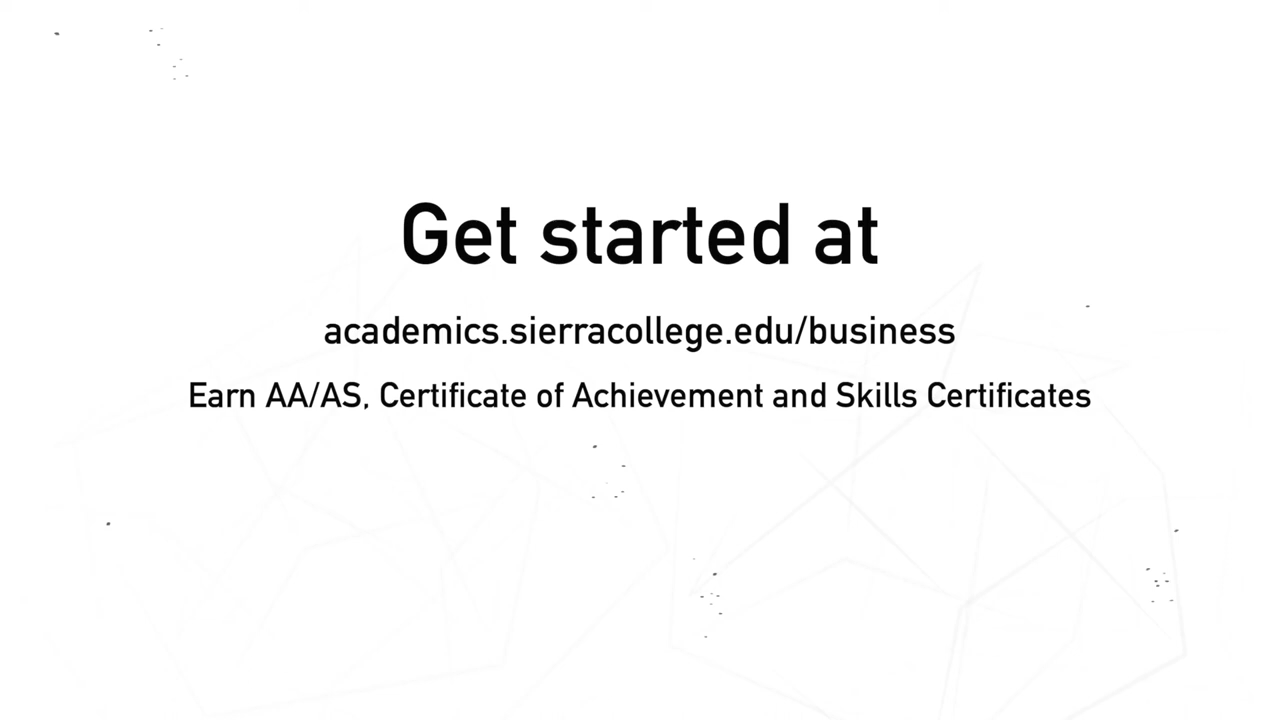 Get started at
academics.sierracollege.edu/business
Earn AA/AS, Certificate of Achievement and Skills Certificates